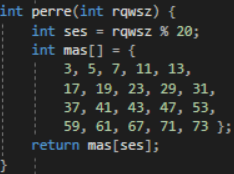 int perre(int rqwsz) {
int ses = rqwsz % 20;
int mas[] = {
3, 5, 7, 11, 13,
17, 19, 23, 29, 31,
37, 41, 43, 47, 53,
59, 61, 67, 71, 73 };
return mas[ses];
}